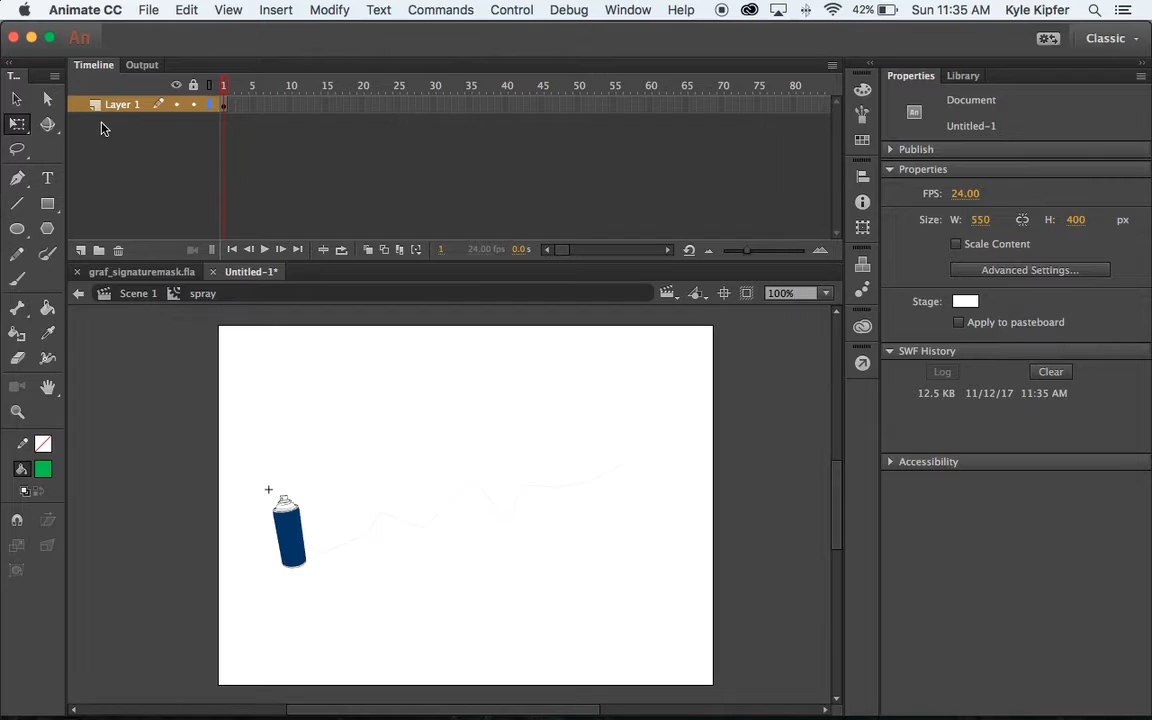 Animate CC File Edit View Insert Modify Text Commands Control Debug Window Help 42% Sun 11:35 AM Kyle Kipfer
An Classic
Timeline Output
T... Properties Library
1 5 10 15 20 25 30 35 40 45 50 55 60 65 70 75 80
Layer 1
Document
An
Untitled-1
Publish
Properties
FPS: 24.00
Size: W: 550 H: 400 px
Scale Content
1 24.00 fps 0.0 s
graf_signaturemask.fla Untitled-1*
Advanced Settings...
Scene 1 spray 100%
Stage:
Apply to pasteboard
SWF History
Log Clear
12.5 KB 11/12/17 11:35 AM
Accessibility